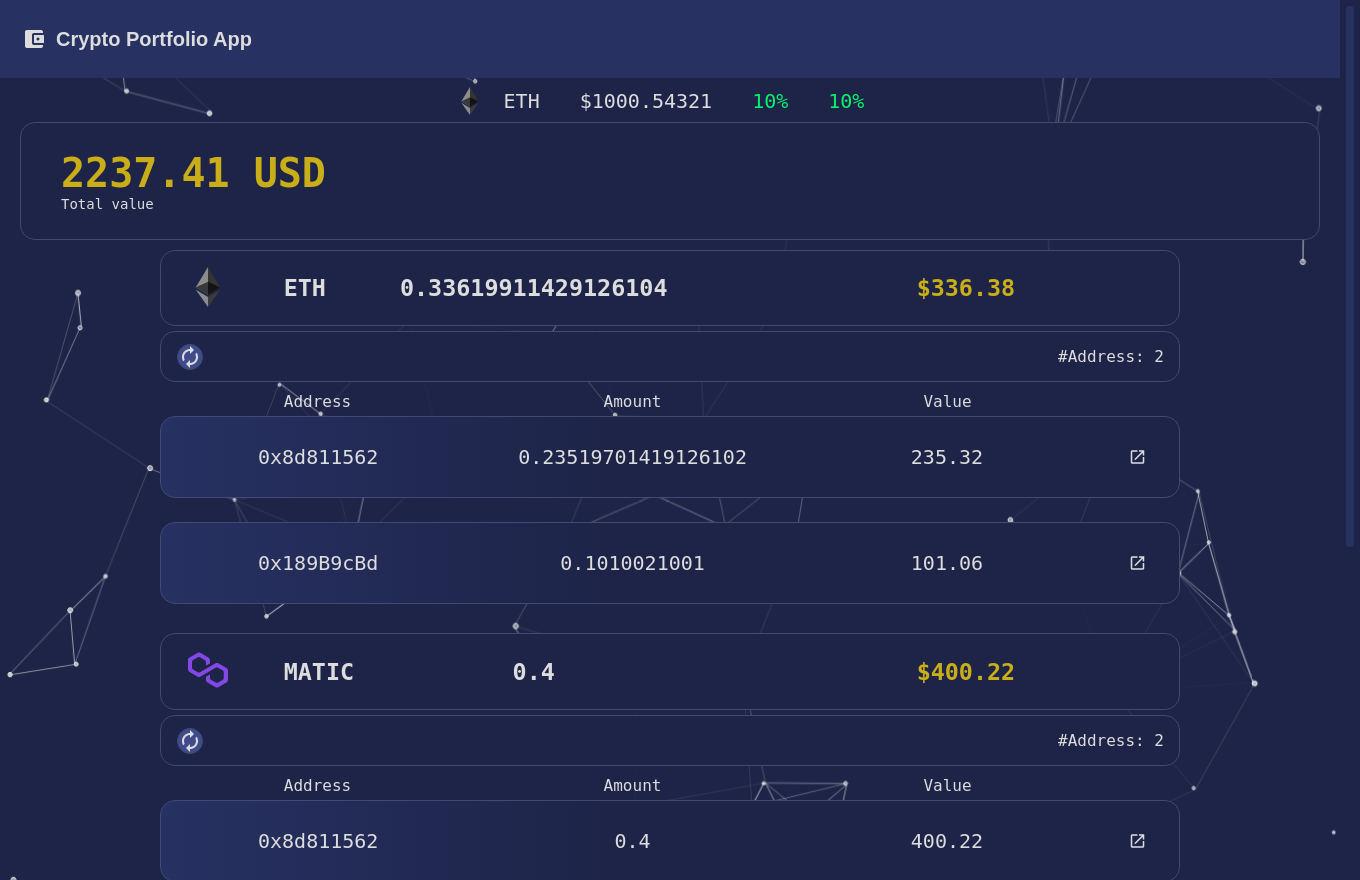 Crypto Portfolio App
ETH $1000.54321 10% 10%
2237.41 USD
Total value
ETH 0.33619911429126104 $336.38
#Address: 2
Address Amount Value
0x8d811562 0.23519701419126102 235.32
0x189B9cBd 0.1010021001 101.06
MATIC 0.4 $400.22
#Address: 2
Address Amount Value
0x8d811562 0.4 400.22